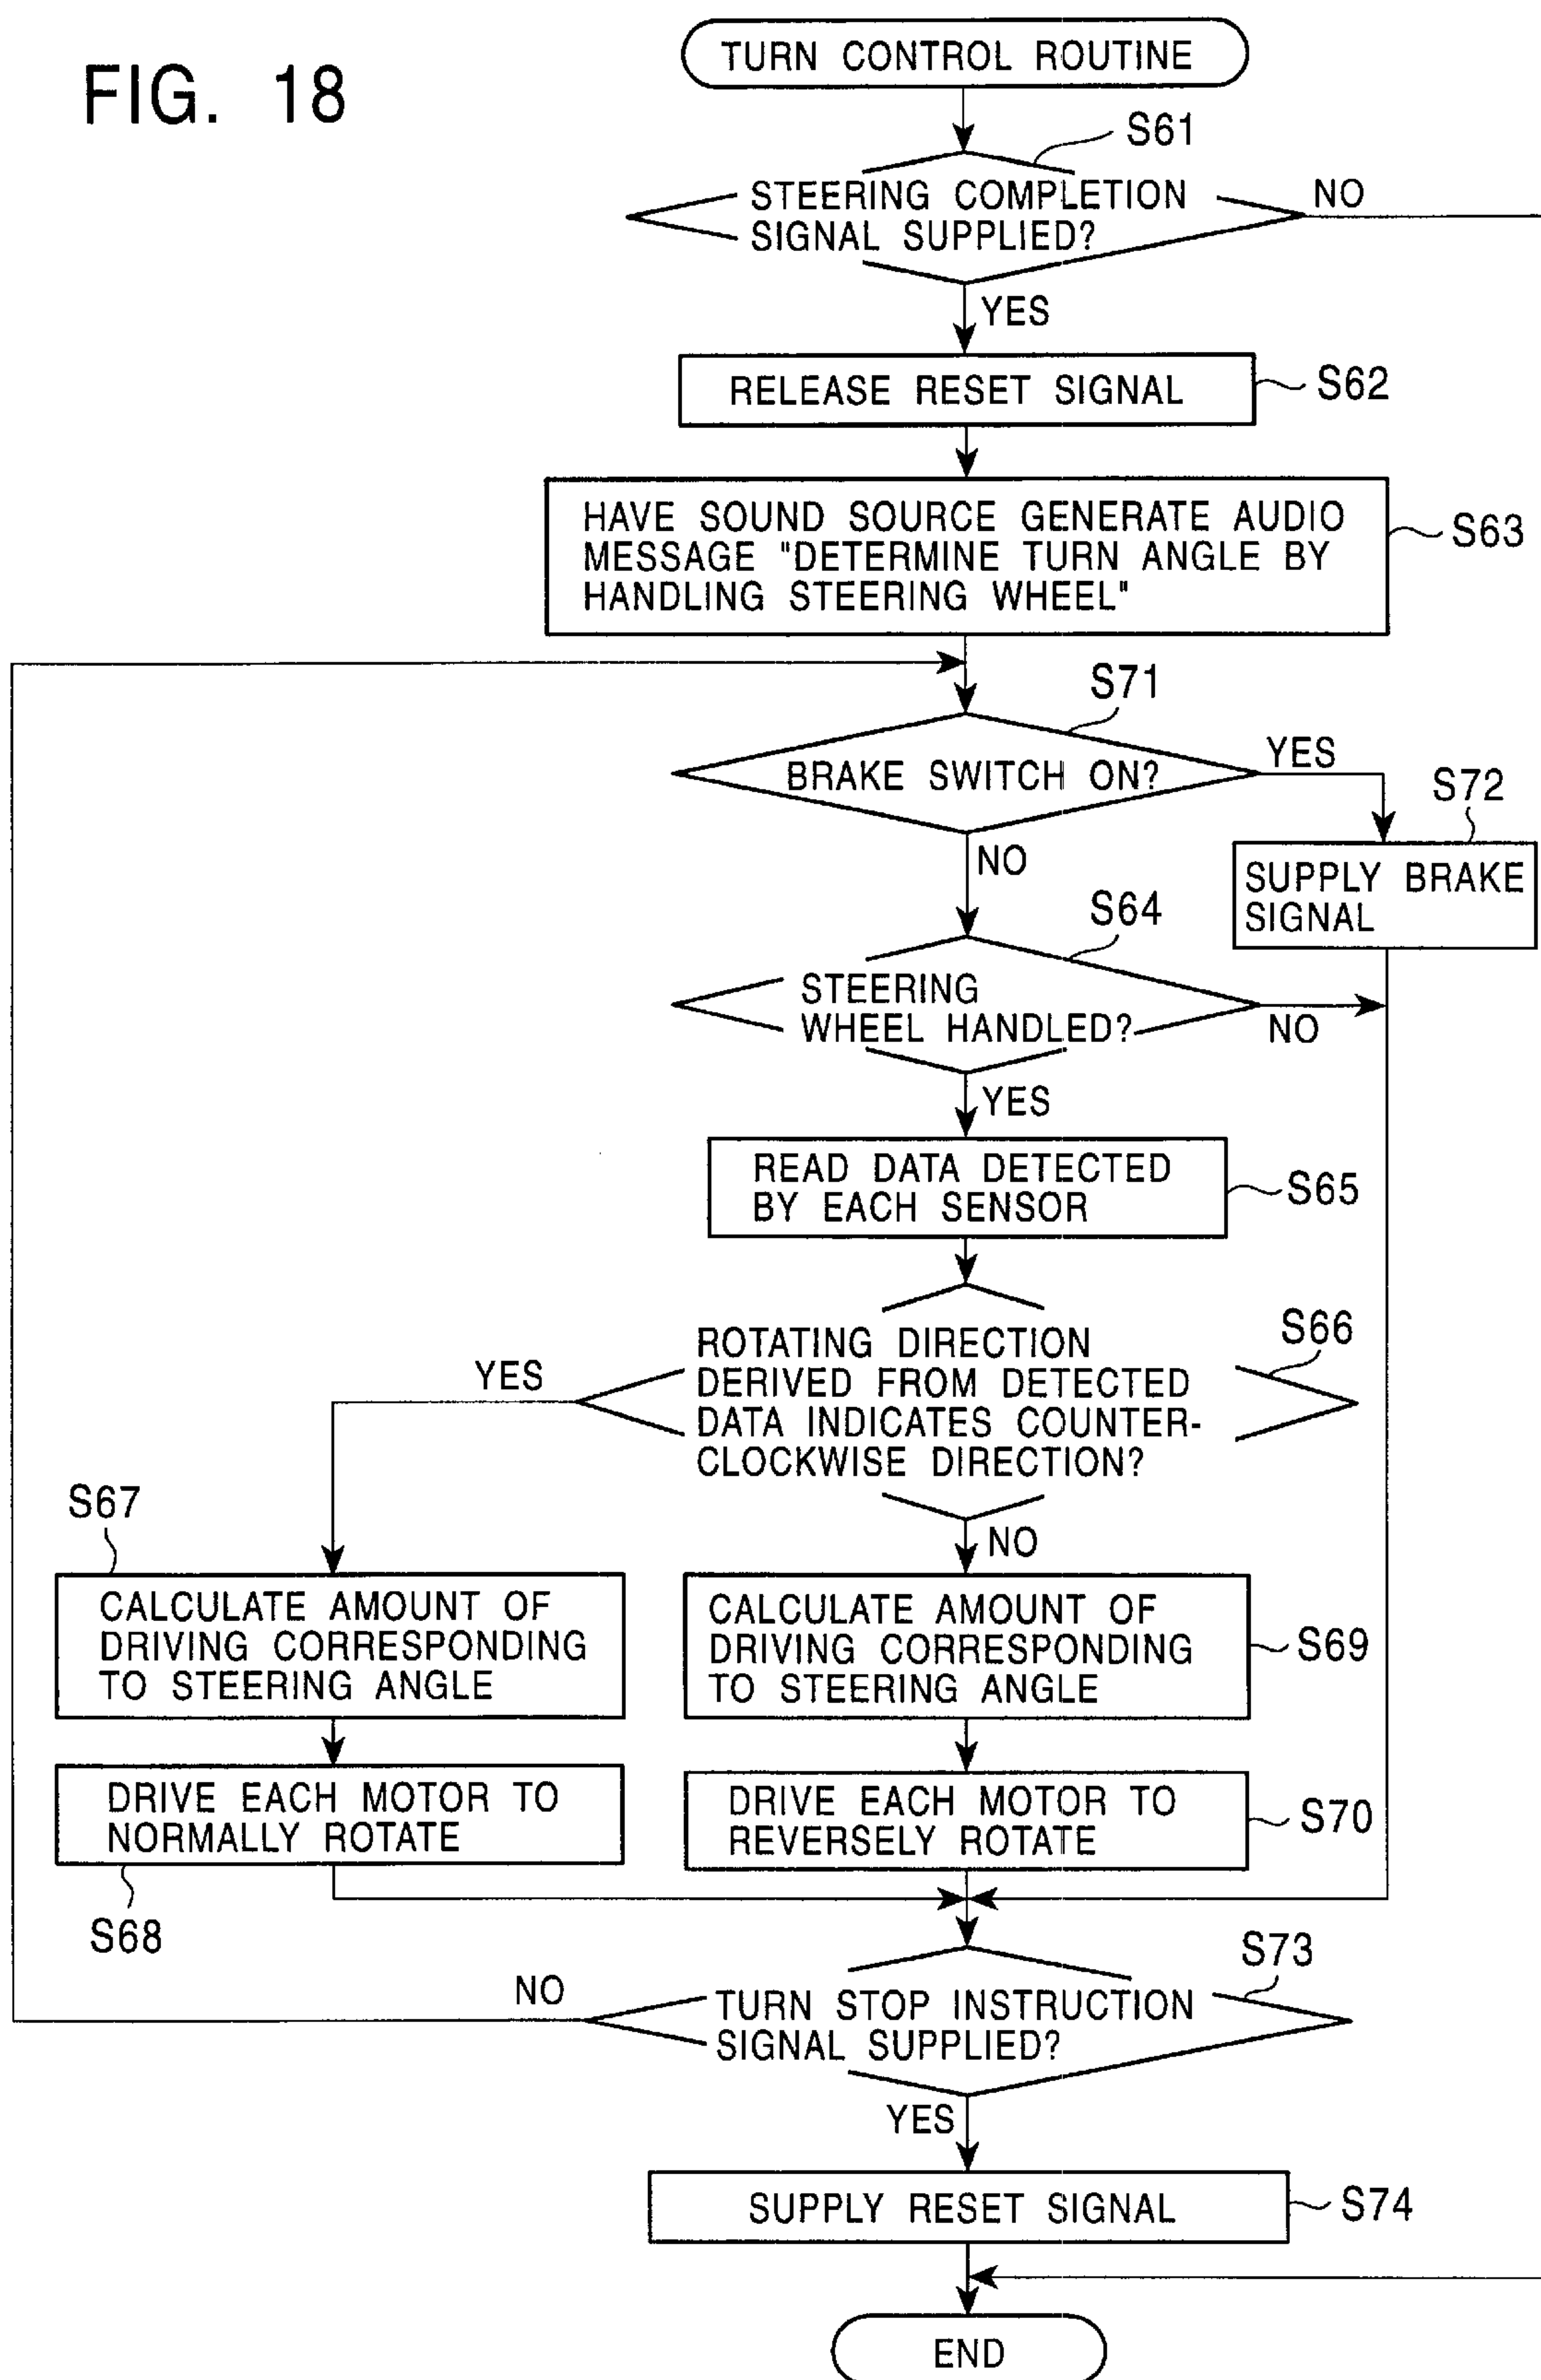 FIG. 18
TURN CONTROL ROUTINE
S61
STEERING COMPLETION
SIGNAL SUPPLIED?
NO
YES
RELEASE RESET SIGNAL
S62
HAVE SOUND SOURCE GENERATE AUDIO
MESSAGE "DETERMINE TURN ANGLE BY
HANDLING STEERING WHEEL"
S63
S71
BRAKE SWITCH ON?
YES
S72
NO
SUPPLY BRAKE
SIGNAL
S64
STEERING
WHEEL HANDLED?
NO
YES
READ DATA DETECTED
BY EACH SENSOR
S65
S66
ROTATING DIRECTION
DERIVED FROM DETECTED
DATA INDICATES COUNTER-
CLOCKWISE DIRECTION?
YES
NO
S67
CALCULATE AMOUNT OF
DRIVING CORRESPONDING
TO STEERING ANGLE
CALCULATE AMOUNT OF
DRIVING CORRESPONDING
TO STEERING ANGLE
S69
DRIVE EACH MOTOR TO
NORMALLY ROTATE
S68
DRIVE EACH MOTOR TO
REVERSELY ROTATE
S70
S73
NO
TURN STOP INSTRUCTION
SIGNAL SUPPLIED?
YES
SUPPLY RESET SIGNAL
S74
END